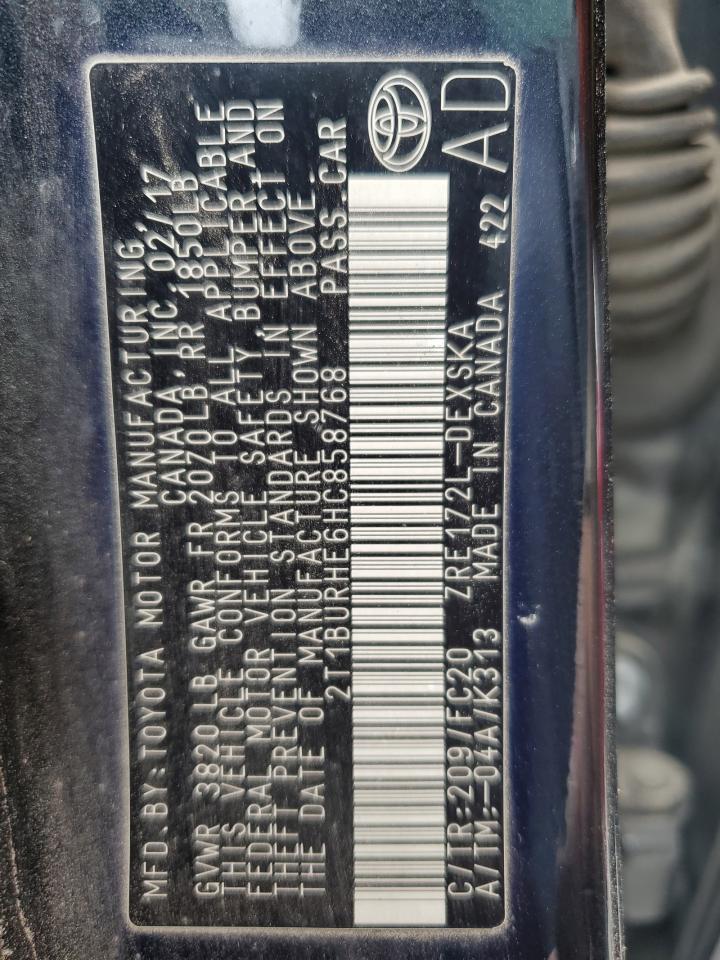 MFD.BY:TOYOTA MOTOR MANUFACTURING
CANADA,INC. 02/17
GVWR 3820LB GAWR FR 2070LB RR 1850LB
THIS VEHICLE CONFORMS TO ALL APPLICABLE
FEDERAL MOTOR VEHICLE SAFETY BUMPER AND
THEFT PREVENTION STANDARDS IN EFFECT ON
THE DATE OF MANUFACTURE SHOWN ABOVE
2T1BURHE6HC858768 PASS CAR
C/TR:209/FC20 ZRE172L-DEXSKA
A/TM:-04A/K313 MADE IN CANADA 422
AD